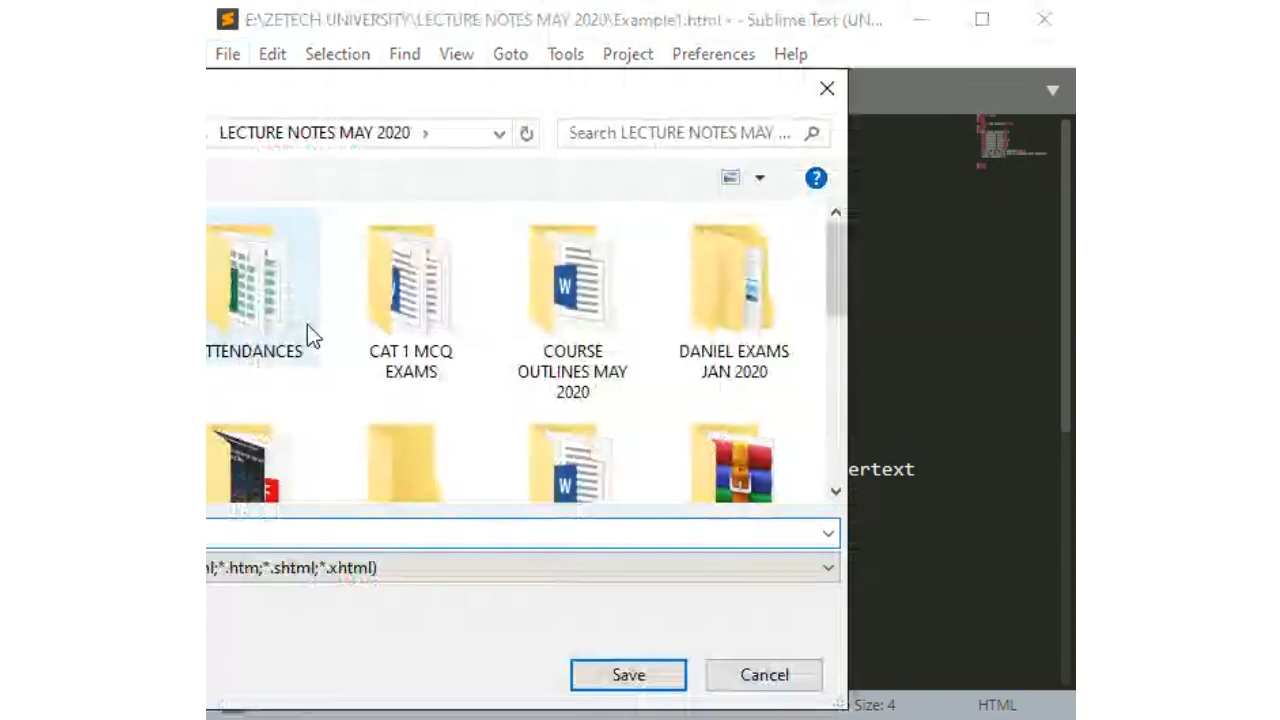 E:\ZETECH UNIVERSITY\LECTURE NOTES MAY 2020\Example1.html • - Sublime Text (UN...
File Edit Selection Find View Goto Tools Project Preferences Help
LECTURE NOTES MAY 2020 >
Search LECTURE NOTES MAY ...
TTENDANCES
CAT 1 MCQ
EXAMS
COURSE
OUTLINES MAY
2020
DANIEL EXAMS
JAN 2020
ertext
l;*.htm;*.shtml;*.xhtml)
Save
Cancel
Size: 4
HTML